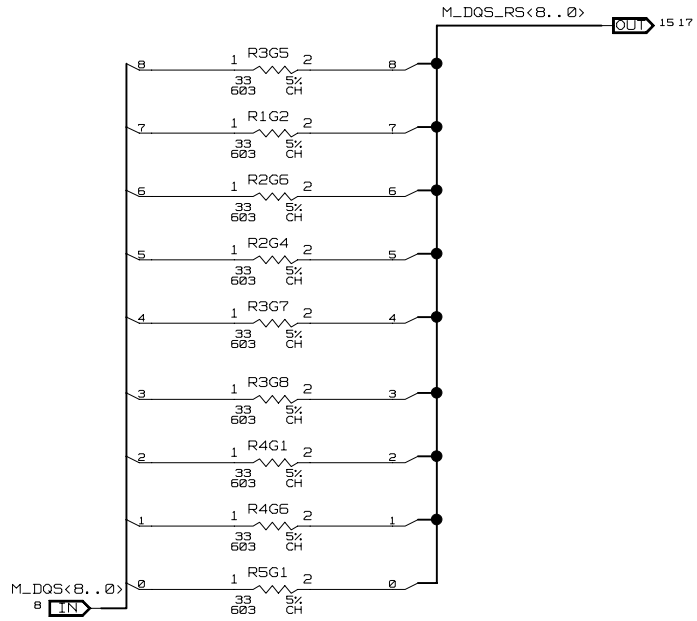 M_DQS_RS<8..0>
OUT 15 17
8 1 R3G5 2 8
33 5%
603 CH
7 1 R1G2 2 7
33 5%
603 CH
6 1 R2G6 2 6
33 5%
603 CH
5 1 R2G4 2 5
33 5%
603 CH
4 1 R3G7 2 4
33 5%
603 CH
3 1 R3G8 2 3
33 5%
603 CH
2 1 R4G1 2 2
33 5%
603 CH
1 1 R4G6 2 1
33 5%
603 CH
0 1 R5G1 2 0
33 5%
603 CH
M_DQS<8..0>
8 IN